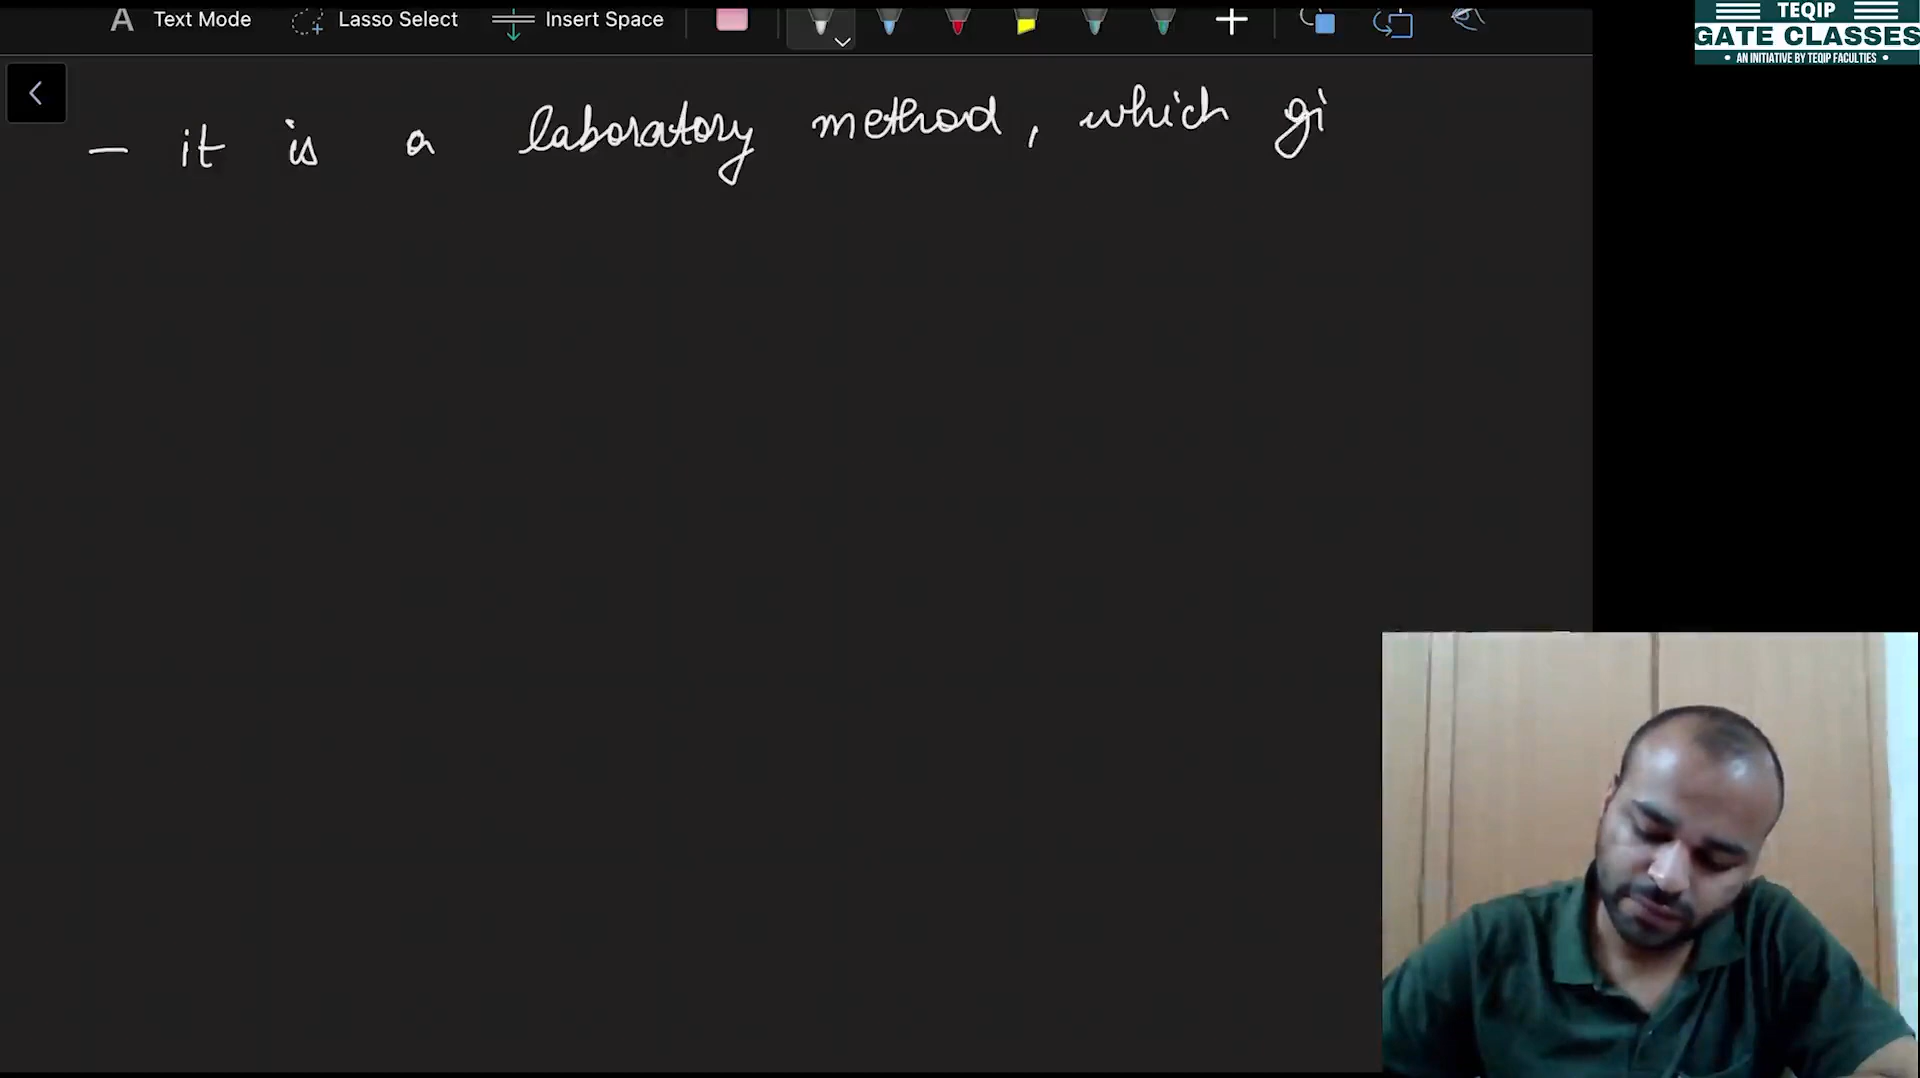 A Text Mode Lasso Select Insert Space
TEQIP
GATE CLASSES
• AN INITIATIVE BY TEQIP FACULTIES •
- it is a laboratory method, which gi